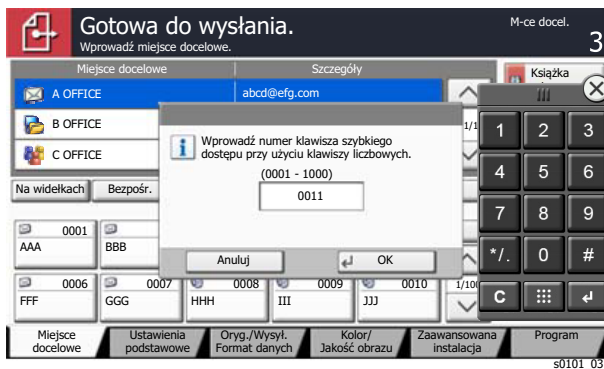 Gotowa do wysłania.
Wprowadź miejsce docelowe.
M-ce docel.
3
Miejsce docelowe
Szczegóły
Książka
A OFFICE
abcd@efg.com
B OFFICE
1/1
C OFFICE
Wprowadź numer klawisza szybkiego
dostępu przy użyciu klawiszy liczbowych.
(0001 - 1000)
0011
Anuluj
OK
Na widełkach
Bezpośr.
0001
AAA
BBB
0006
FFF
0007
GGG
0008
HHH
0009
III
0010
JJJ
1/100
1 2 3
4 5 6
7 8 9
*/. 0 #
C
Miejsce
docelowe
Ustawienia
podstawowe
Oryg./Wysył.
Format danych
Kolor/
Jakość obrazu
Zaawansowana
instalacja
Program
s0101_03